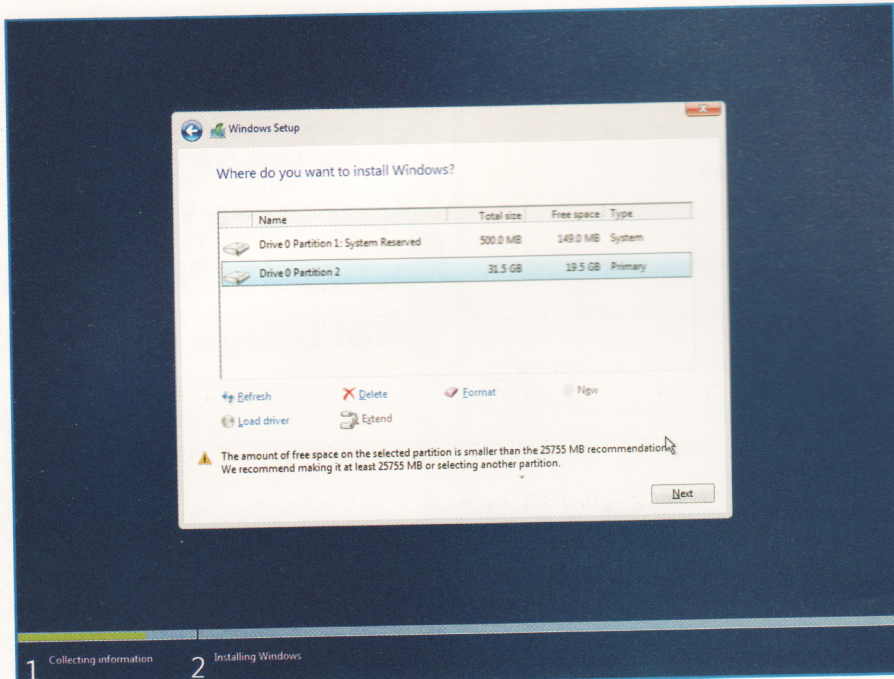 Windows Setup
Where do you want to install Windows?
Name Total size Free space Type
Drive 0 Partition 1: System Reserved 500.0 MB 149.0 MB System
Drive 0 Partition 2 31.5 GB 19.5 GB Primary
Refresh Delete Format New
Load driver Extend
The amount of free space on the selected partition is smaller than the 25755 MB recommendation.
We recommend making it at least 25755 MB or selecting another partition.
Next
1 Collecting information 2 Installing Windows